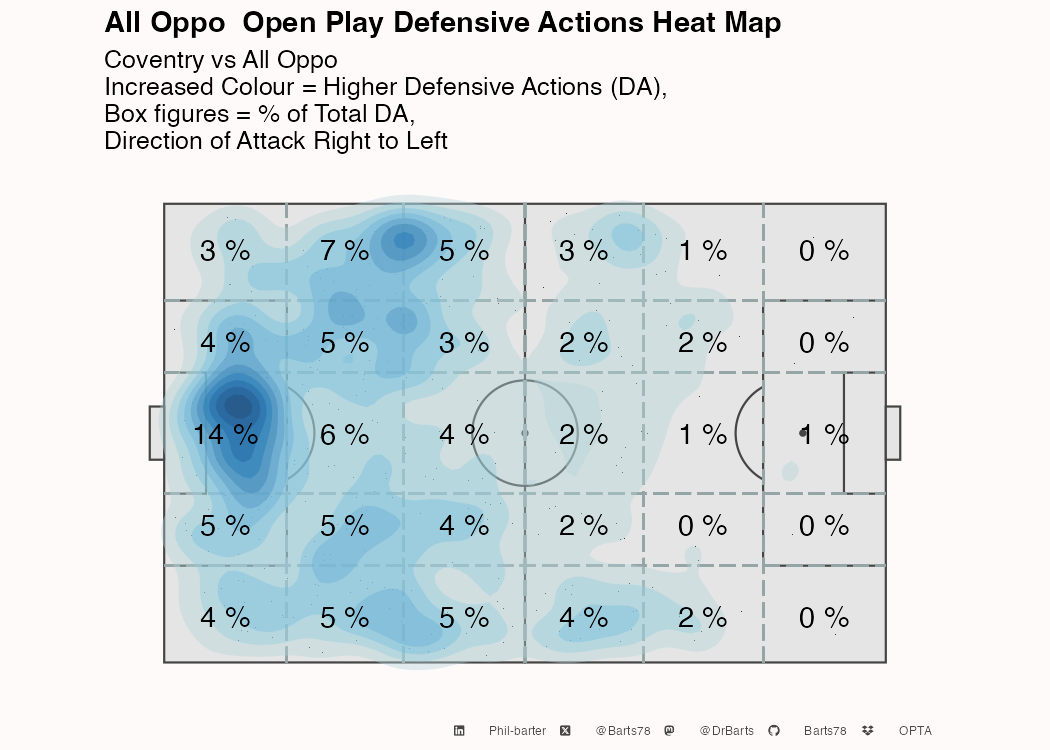 All Oppo  Open Play Defensive Actions Heat Map
Coventry vs All Oppo
Increased Colour = Higher Defensive Actions (DA),
Box figures = % of Total DA,
Direction of Attack Right to Left
3 % 7 % 5 % 3 % 1 % 0 %
4 % 5 % 3 % 2 % 2 % 0 %
14 % 6 % 4 % 2 % 1 % 1 %
5 % 5 % 4 % 2 % 0 % 0 %
4 % 5 % 5 % 4 % 2 % 0 %
Phil-barter @Barts78 @DrBarts Barts78 OPTA